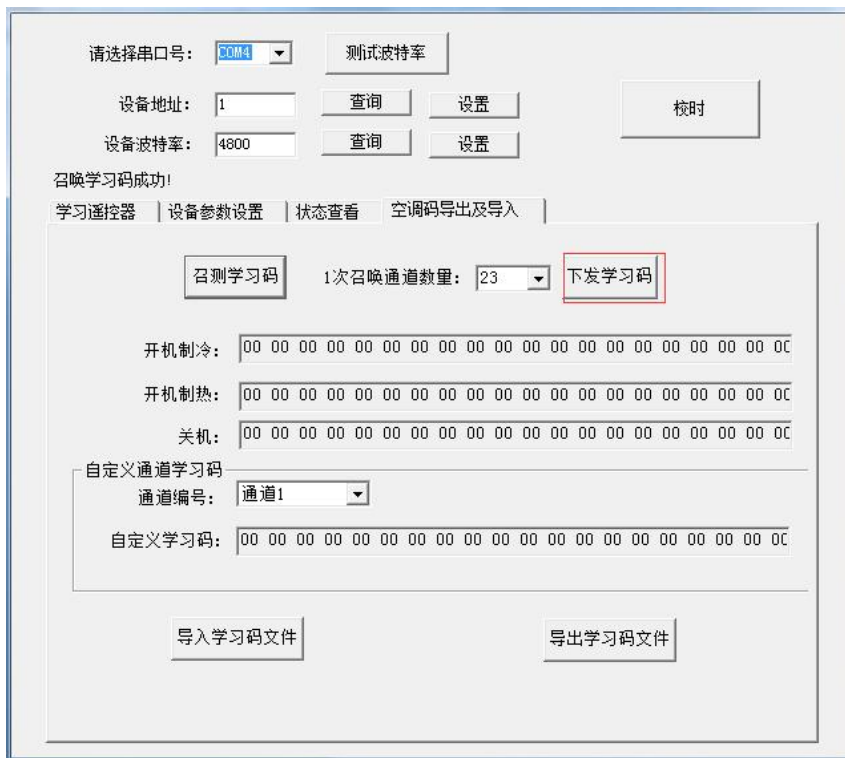 请选择串口号: COM4 测试波特率
设备地址: 1 查询 设置 校时
设备波特率: 4800 查询 设置
召唤学习码成功!
学习遥控器 设备参数设置 状态查看 空调码导出及导入
召测学习码 1次召唤通道数量: 23 下发学习码
开机制冷: 00 00 00 00 00 00 00 00 00 00 00 00 00 00 00 00 00 00 00 00
开机制热: 00 00 00 00 00 00 00 00 00 00 00 00 00 00 00 00 00 00 00 00
关机: 00 00 00 00 00 00 00 00 00 00 00 00 00 00 00 00 00 00 00 00
自定义通道学习码
通道编号: 通道1
自定义学习码: 00 00 00 00 00 00 00 00 00 00 00 00 00 00 00 00 00 00 00 00
导入学习码文件 导出学习码文件